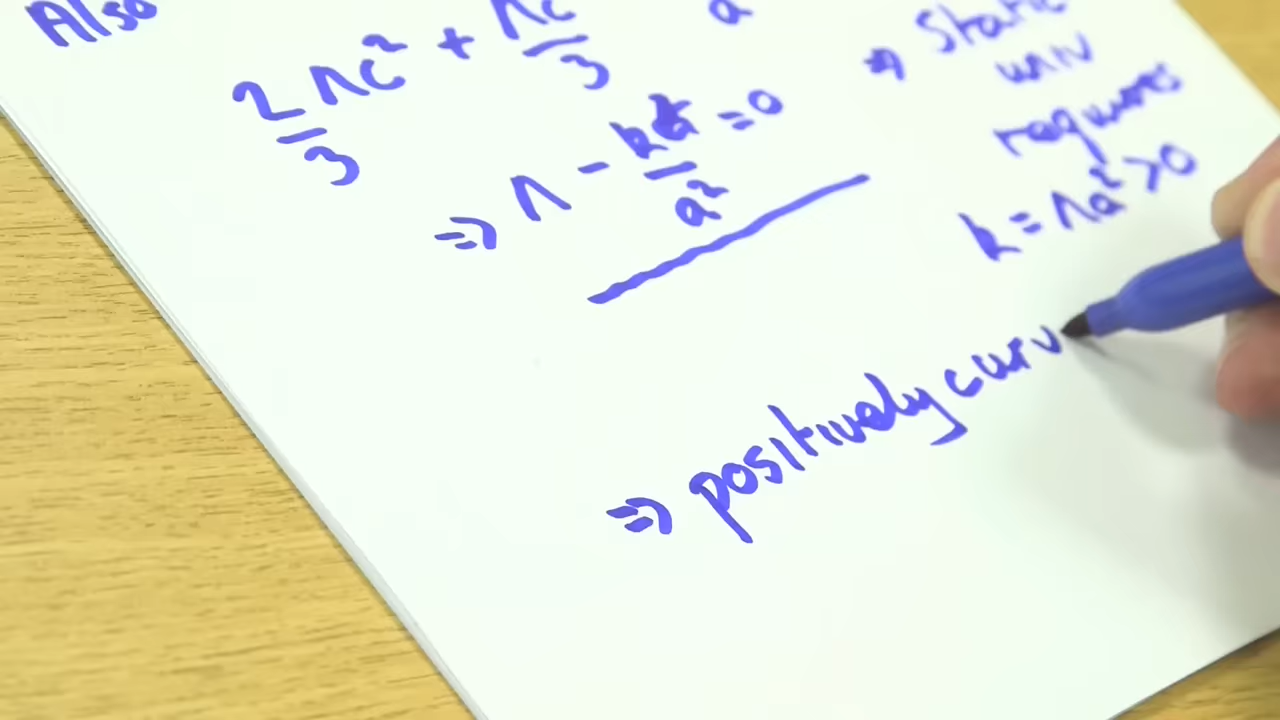 Also
2/3 Λc² + Λc/3 a
⇒ Λ - k/a² = 0
⇒ Static
univ
requires
k = Λa² > 0
⇒ positively curv